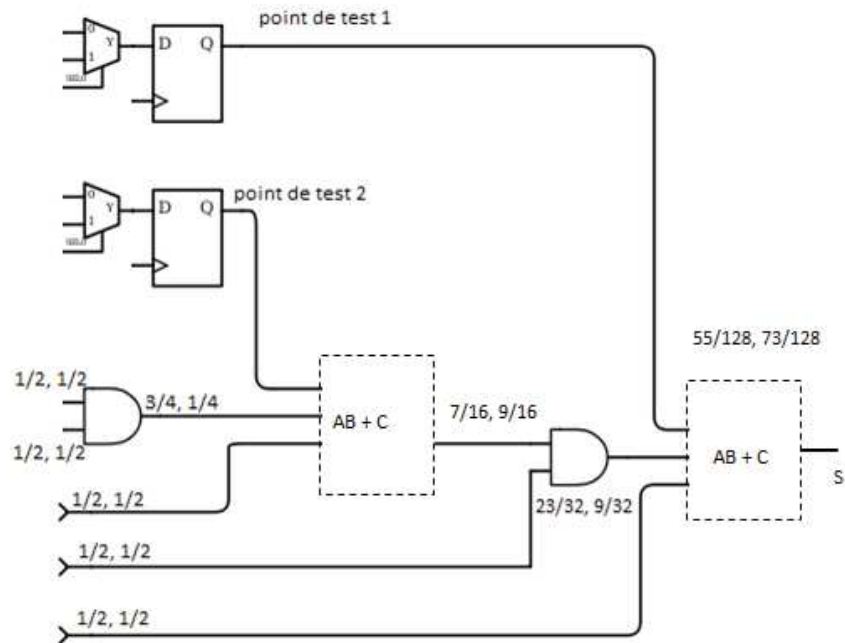 point de test 1
0
Y
1
D Q
point de test 2
0
Y
1
D Q
55/128, 73/128
1/2, 1/2
3/4, 1/4
7/16, 9/16
AB + C
AB + C
1/2, 1/2
S
1/2, 1/2
23/32, 9/32
1/2, 1/2
1/2, 1/2